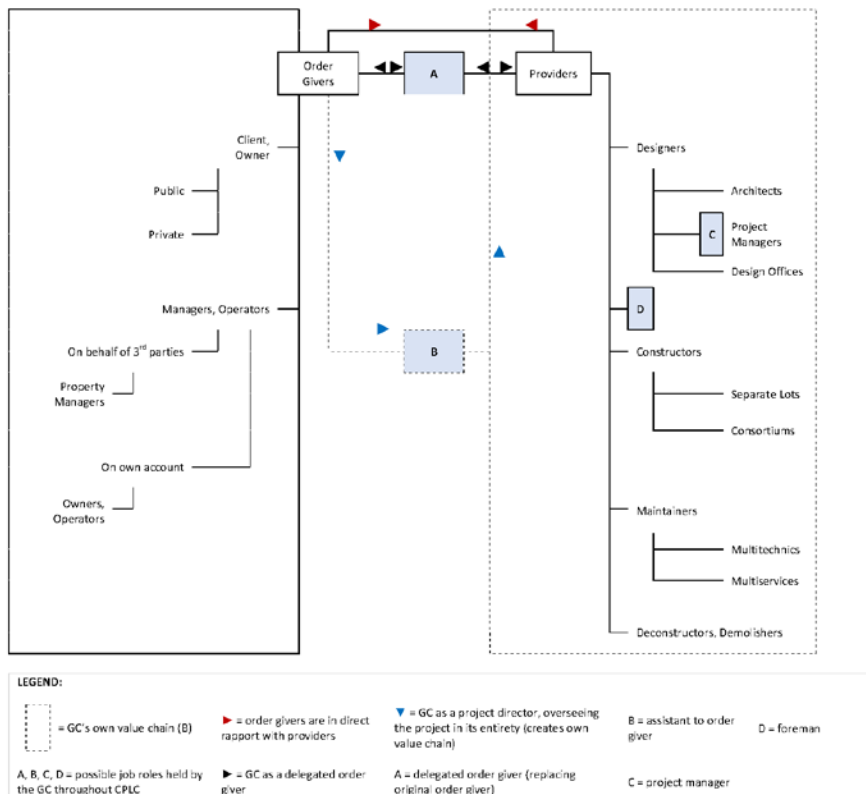 Order
Givers
A
Providers
Client,
Owner
Public
Private
Managers, Operators
On behalf of 3rd parties
Property
Managers
On own account
Owners,
Operators
B
Designers
Architects
C
Project
Managers
Design Offices
D
Constructors
Separate Lots
Consortiums
Maintainers
Multitechnics
Multiservices
Deconstructors, Demolishers
LEGEND:
= GC's own value chain (B)
= order givers are in direct
rapport with providers
= GC as a project director, overseeing
the project in its entirety (creates own
value chain)
B = assistant to order
giver
D = foreman
A, B, C, D = possible job roles held by
the GC throughout CPLC
= GC as a delegated order
giver
A = delegated order giver (replacing
original order giver)
C = project manager